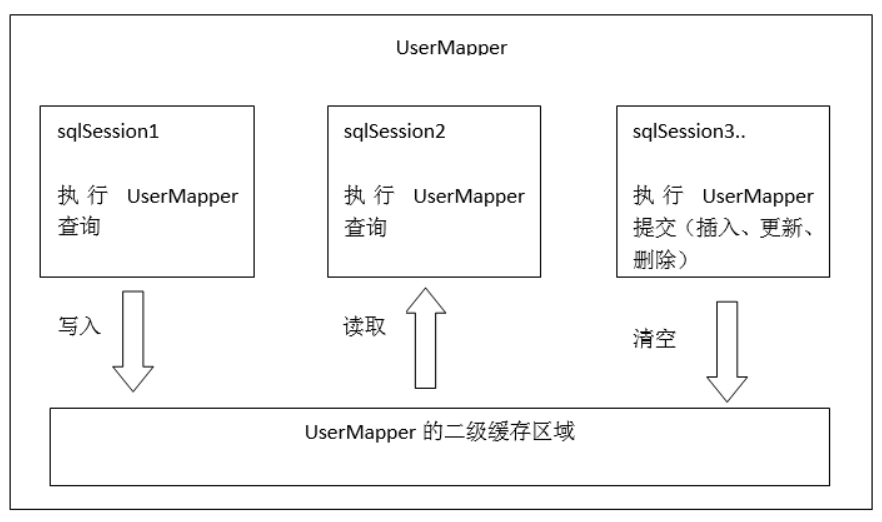 UserMapper
sqlSession1
执行 UserMapper
查询
sqlSession2
执行 UserMapper
查询
sqlSession3..
执行 UserMapper
提交（插入、更新、
删除）
写入
读取
清空
UserMapper 的二级缓存区域